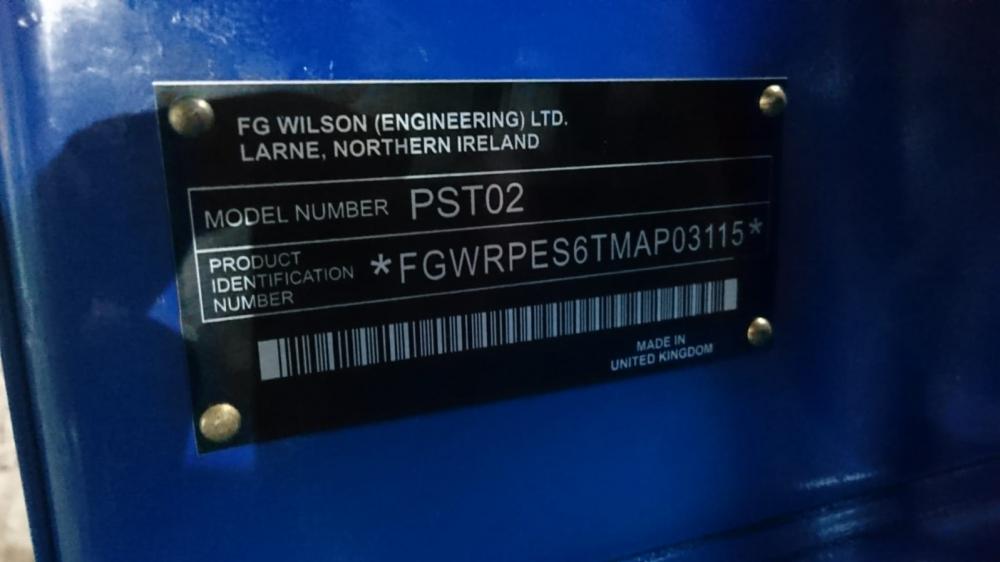 FG WILSON (ENGINEERING) LTD.
LARNE, NORTHERN IRELAND
MODEL NUMBER PST02
PRODUCT
IDENTIFICATION
NUMBER
*FGWRPES6TMAP03115*
MADE IN
UNITED KINGDOM